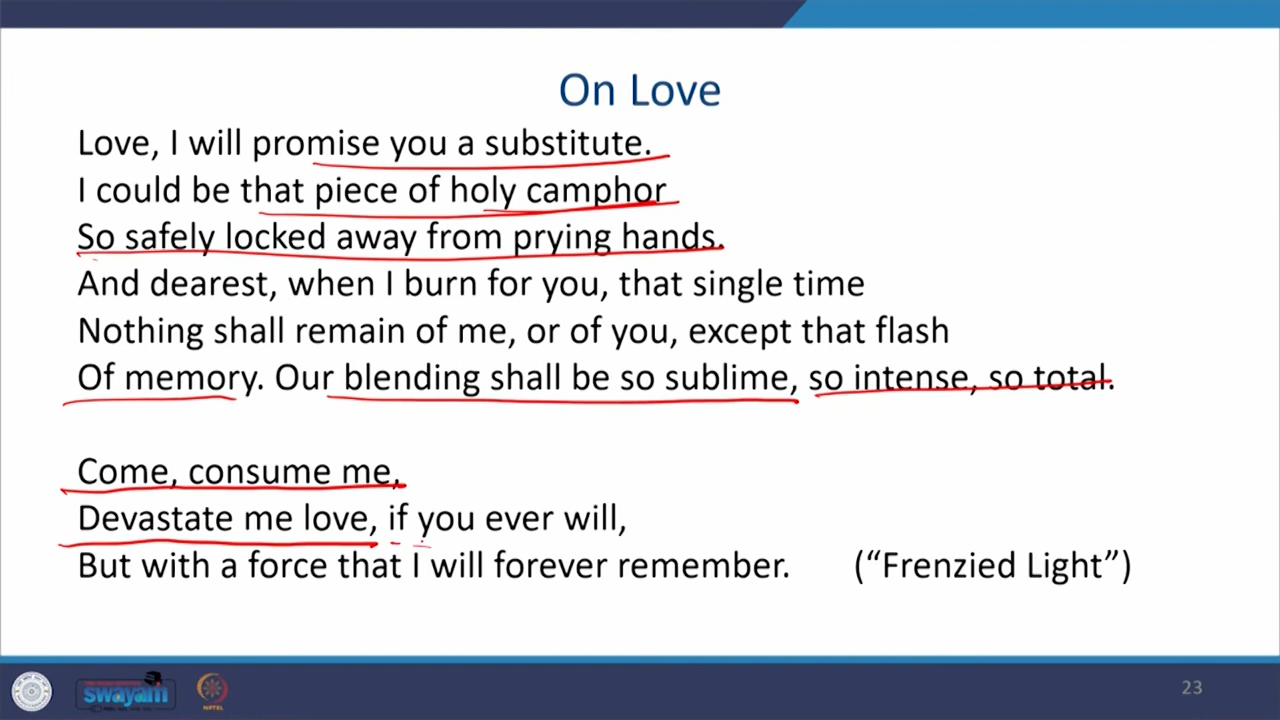 On Love
Love, I will promise you a substitute.
I could be that piece of holy camphor
So safely locked away from prying hands.
And dearest, when I burn for you, that single time
Nothing shall remain of me, or of you, except that flash
Of memory. Our blending shall be so sublime, so intense, so total.
Come, consume me,
Devastate me love, if you ever will,
But with a force that I will forever remember. (“Frenzied Light”)
swayam
NPTEL
23